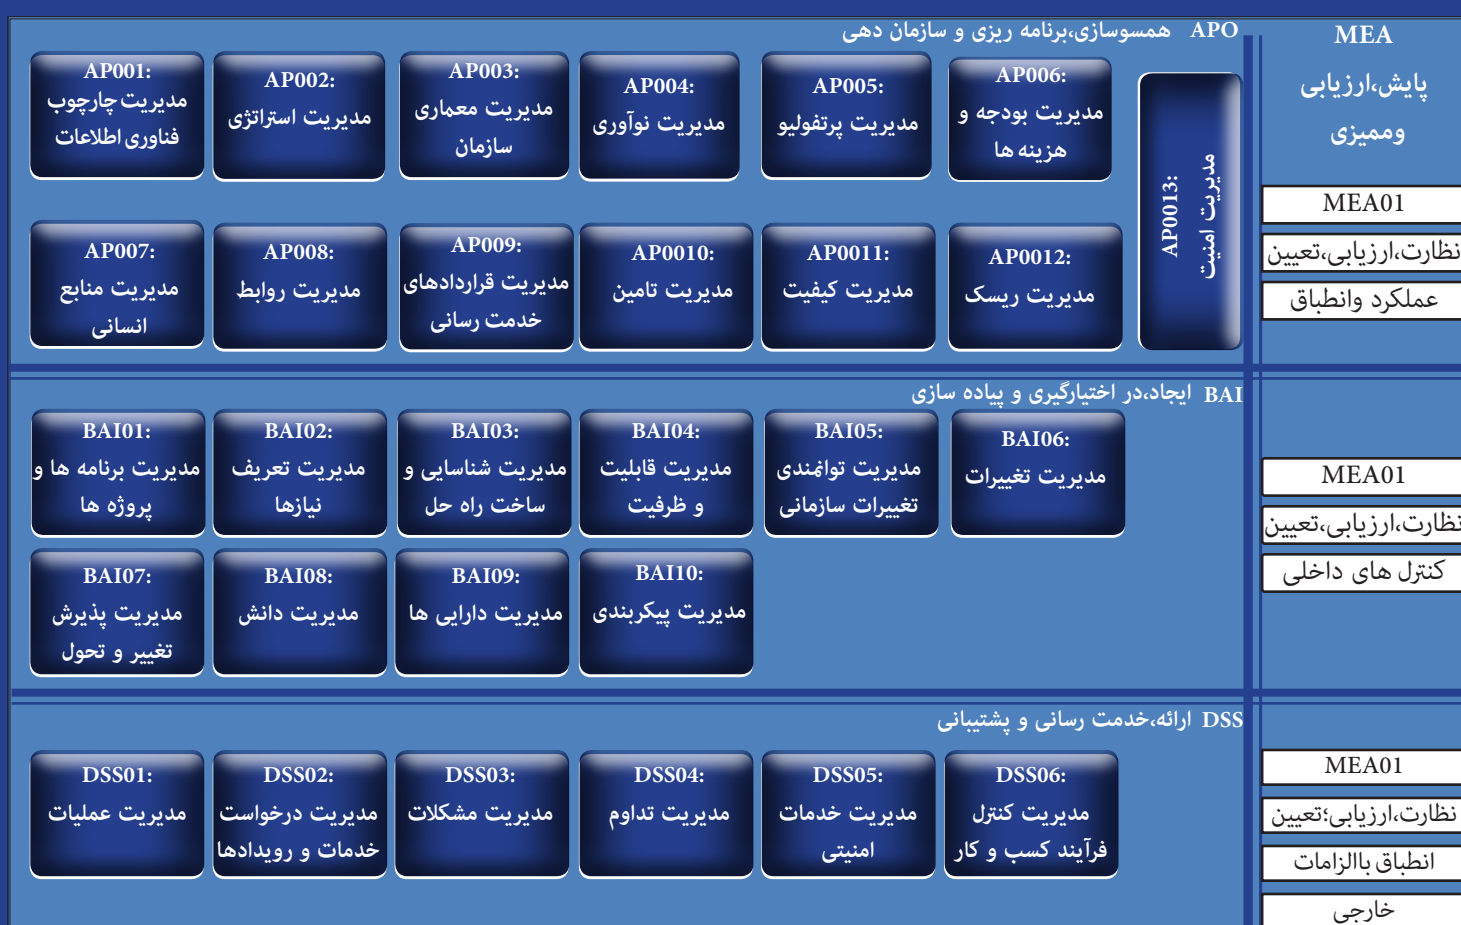 APO همسوسازی،برنامه ریزی و سازمان دهی
AP001:
مدیریت چارچوب
فناوری اطلاعات
AP002:
مدیریت استراتژی
AP003:
مدیریت معماری
سازمان
AP004:
مدیریت نوآوری
AP005:
مدیریت پرتفولیو
AP006:
مدیریت بودجه و
هزینه ها
AP007:
مدیریت منابع
انسانی
AP008:
مدیریت روابط
AP009:
مدیریت قراردادهای
خدمت رسانی
AP0010:
مدیریت تامین
AP0011:
مدیریت کیفیت
AP0012:
مدیریت ریسک
AP0013:
مدیریت امنیت
BAI ایجاد،در اختیارگیری و پیاده سازی
BAI01:
مدیریت برنامه ها و
پروژه ها
BAI02:
مدیریت تعریف
نیازها
BAI03:
مدیریت شناسایی و
ساخت راه حل
BAI04:
مدیریت قابلیت
و ظرفیت
BAI05:
مدیریت توانمندی
تغییرات سازمانی
BAI06:
مدیریت تغییرات
BAI07:
مدیریت پذیرش
تغییر و تحول
BAI08:
مدیریت دانش
BAI09:
مدیریت دارایی ها
BAI10:
مدیریت پیکربندی
DSS ارائه،خدمت رسانی و پشتیبانی
DSS01:
مدیریت عملیات
DSS02:
مدیریت درخواست
خدمات و رویدادها
DSS03:
مدیریت مشکلات
DSS04:
مدیریت تداوم
DSS05:
مدیریت خدمات
امنیتی
DSS06:
مدیریت کنترل
فرآیند کسب و کار
MEA
پایش،ارزیابی
وممیزی
MEA01
نظارت،ارزیابی،تعیین
عملکرد وانطباق
MEA01
نظارت،ارزیابی،تعیین
کنترل های داخلی
MEA01
نظارت،ارزیابی؛تعیین
انطباق باالزامات
خارجی